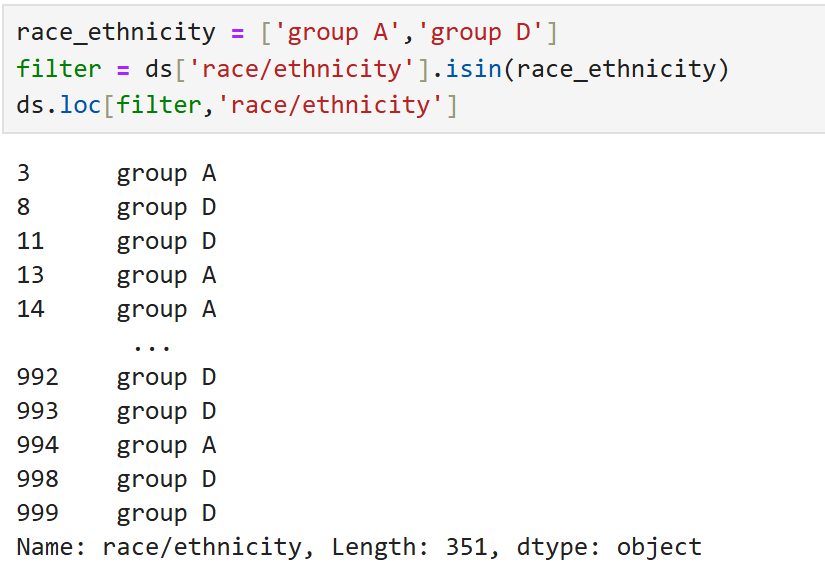 race_ethnicity = ['group A','group D']
filter = ds['race/ethnicity'].isin(race_ethnicity)
ds.loc[filter,'race/ethnicity']
3      group A
8      group D
11     group D
13     group A
14     group A
        ...
992    group D
993    group D
994    group A
998    group D
999    group D
Name: race/ethnicity, Length: 351, dtype: object